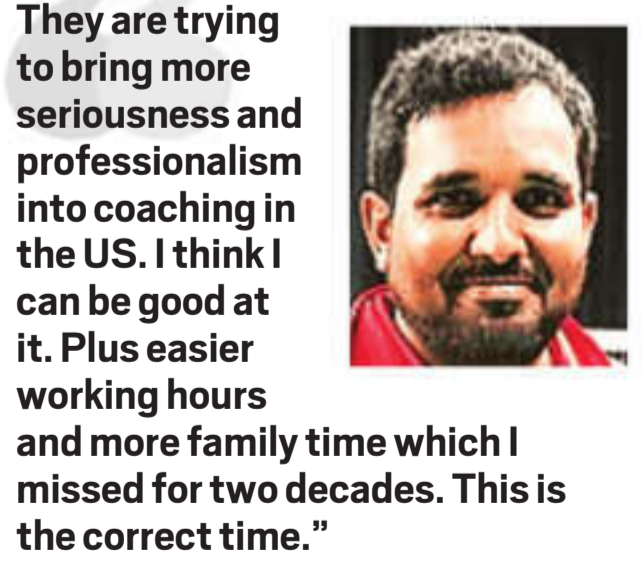 They are trying
to bring more
seriousness and
professionalism
into coaching in
the US. I think I
can be good at
it. Plus easier
working hours
and more family time which I
missed for two decades. This is
the correct time.”